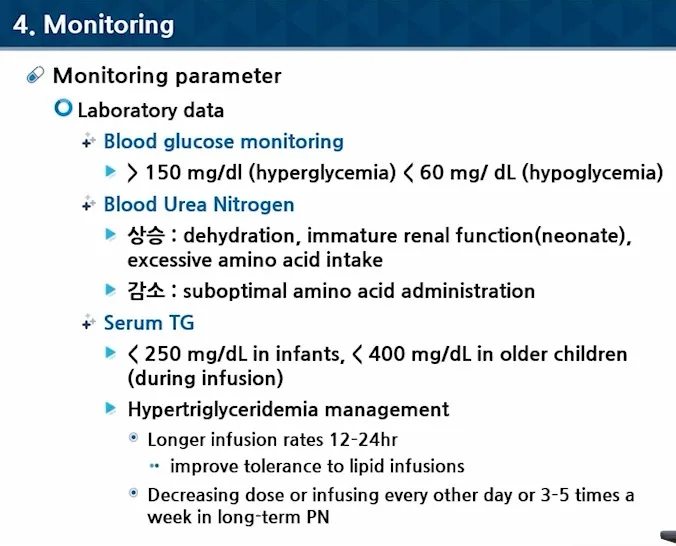 4. Monitoring
Monitoring parameter
Laboratory data
Blood glucose monitoring
> 150 mg/dl (hyperglycemia) < 60 mg/ dL (hypoglycemia)
Blood Urea Nitrogen
상승 : dehydration, immature renal function(neonate),
excessive amino acid intake
감소 : suboptimal amino acid administration
Serum TG
< 250 mg/dL in infants, < 400 mg/dL in older children
(during infusion)
Hypertriglyceridemia management
Longer infusion rates 12-24hr
improve tolerance to lipid infusions
Decreasing dose or infusing every other day or 3-5 times a
week in long-term PN